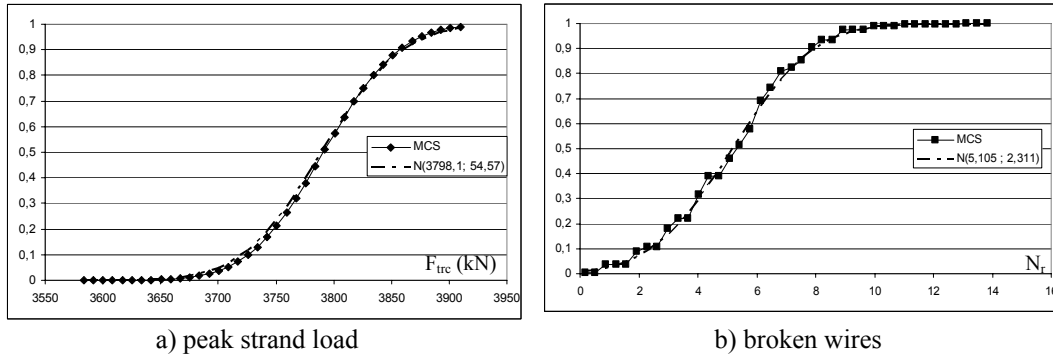 1
0,9
0,8
0,7
0,6
0,5
0,4
0,3
0,2
0,1
0
MCS
N(3798,1; 54,57)
F_trc (kN)
3550 3600 3650 3700 3750 3800 3850 3900 3950
a) peak strand load
1
0,9
0,8
0,7
0,6
0,5
0,4
0,3
0,2
0,1
0
MCS
N(5,105 ; 2,311)
N_r
0 2 4 6 8 10 12 14 16
b) broken wires